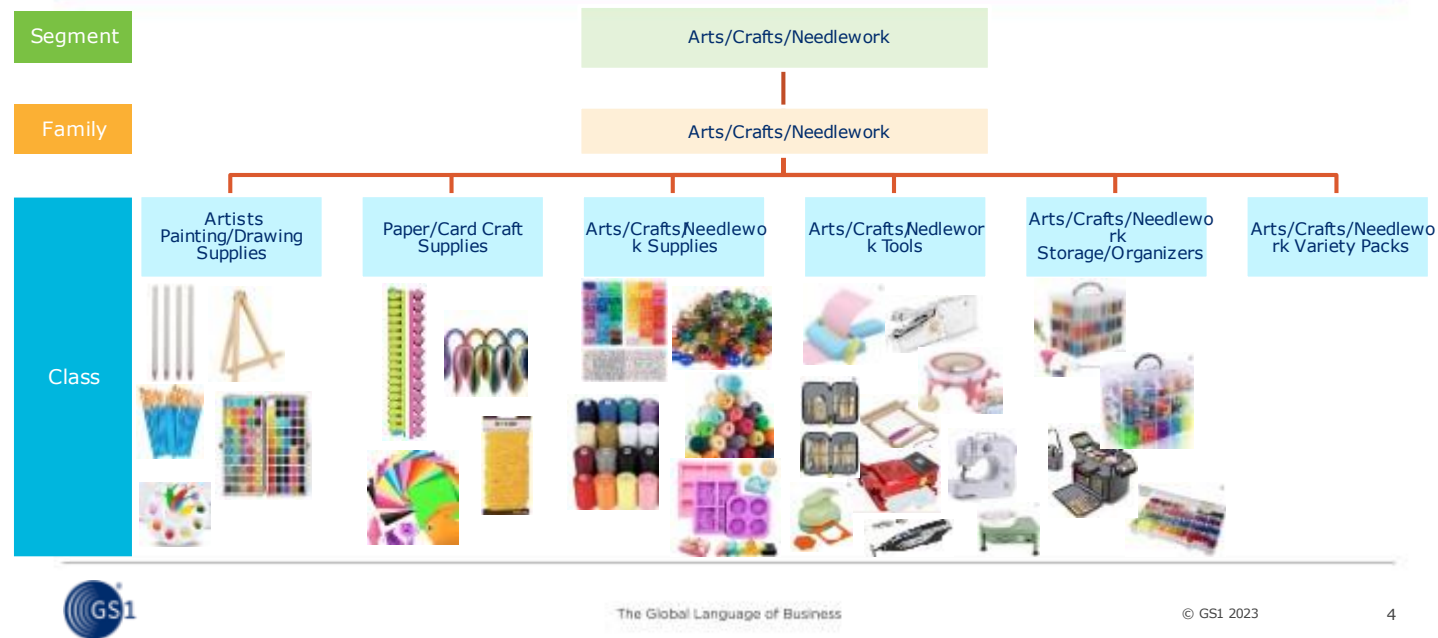 Segment
Arts/Crafts/Needlework
Family
Arts/Crafts/Needlework
Class
Artists
Painting/Drawing
Supplies
Paper/Card Craft
Supplies
Arts/Crafts/Needlewo
rk Supplies
Arts/Crafts/Nedlewor
k Tools
Arts/Crafts/Needlewo
rk
Storage/Organizers
Arts/Crafts/Needlewo
rk Variety Packs
GS1
The Global Language of Business
© GS1 2023
4